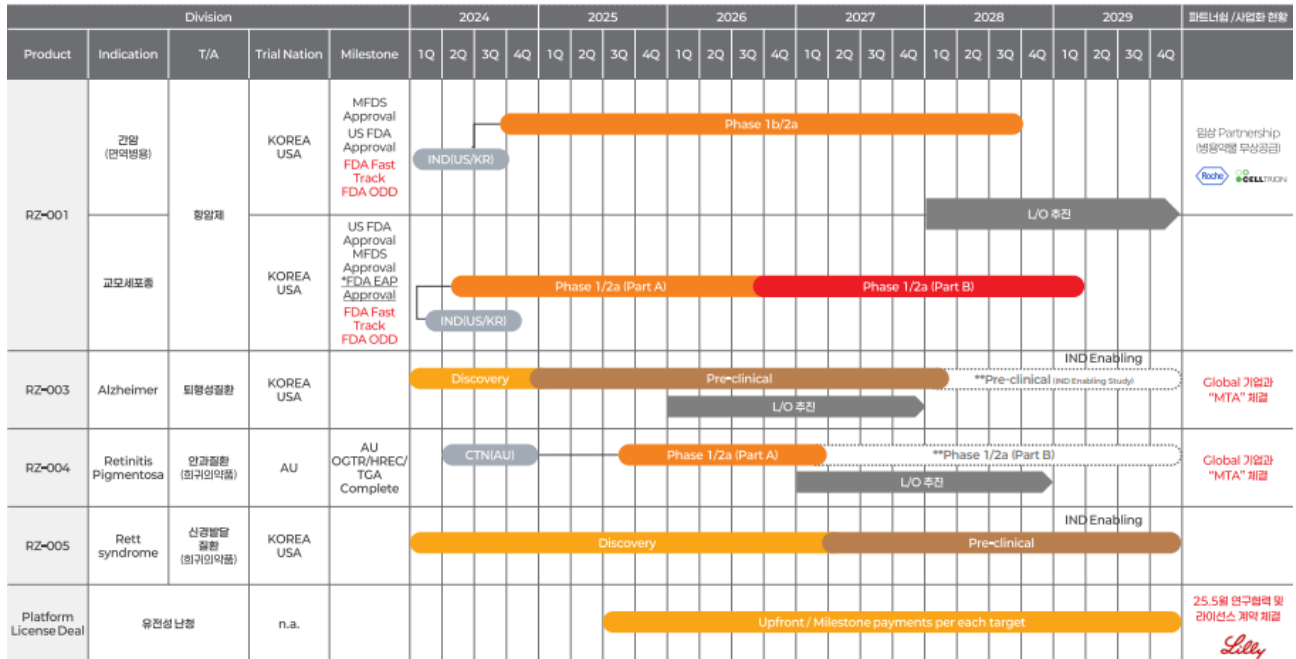 Division 2024 2025 2026 2027 2028 2029 파트너쉽 /사업화 현황
Product Indication T/A Trial Nation Milestone 1Q 2Q 3Q 4Q 1Q 2Q 3Q 4Q 1Q 2Q 3Q 4Q 1Q 2Q 3Q 4Q 1Q 2Q 3Q 4Q 1Q 2Q 3Q 4Q
RZ-001
간암
(면역병용)
항암제
KOREA
USA
MFDS
Approval
US FDA
Approval
FDA Fast
Track
FDA ODD
IND(US/KR)
Phase 1b/2a
L/O 추진
임상 Partnership
(병용약물 무상공급)
Roche CELLTRION
교모세포종
KOREA
USA
US FDA
Approval
MFDS
Approval
*FDA EAP
Approval
FDA Fast
Track
FDA ODD
Phase 1/2a (Part A)
Phase 1/2a (Part B)
IND(US/KR)
RZ-003
Alzheimer
퇴행성질환
KOREA
USA
IND Enabling
Discovery
Pre-clinical
**Pre-clinical (IND Enabling Study)
L/O 추진
Global 기업과
"MTA" 체결
RZ-004
Retinitis
Pigmentosa
안과질환
(희귀의약품)
AU
AU
OGTR/HREC/
TGA
Complete
CTN(AU)
Phase 1/2a (Part A)
**Phase 1/2a (Part B)
L/O 추진
Global 기업과
"MTA" 체결
RZ-005
Rett
syndrome
신경발달
질환
(희귀의약품)
KOREA
USA
IND Enabling
Discovery
Pre-clinical
Platform
License Deal
유전성 난청
n.a.
Upfront / Milestone payments per each target
25.5월 연구협력 및
라이선스 계약 체결
Lilly